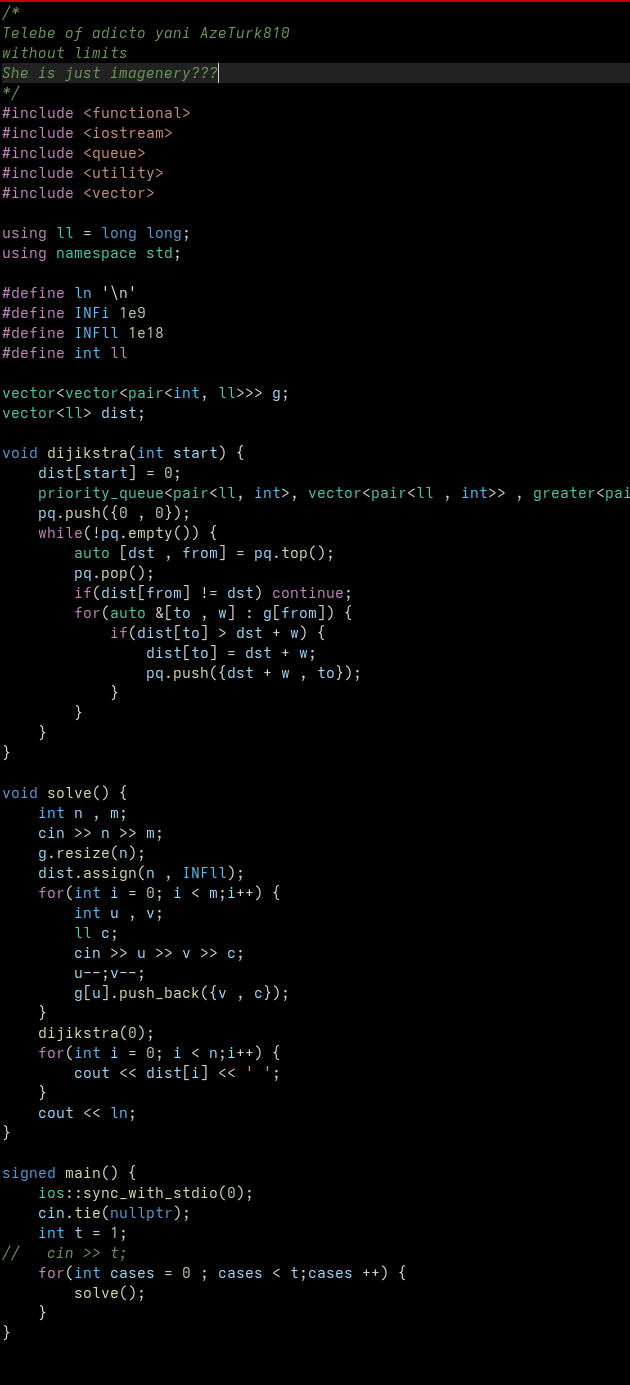 /*
Telebe of adicto yani AzeTurk810
without limits
She is just imagenery???
*/
#include <functional>
#include <iostream>
#include <queue>
#include <utility>
#include <vector>

using ll = long long;
using namespace std;

#define ln '\n'
#define INFi 1e9
#define INFll 1e18
#define int ll

vector<vector<pair<int, ll>>> g;
vector<ll> dist;

void dijikstra(int start) {
    dist[start] = 0;
    priority_queue<pair<ll, int>, vector<pair<ll , int>> , greater<pai
    pq.push({0 , 0});
    while(!pq.empty()) {
        auto [dst , from] = pq.top();
        pq.pop();
        if(dist[from] != dst) continue;
        for(auto &[to , w] : g[from]) {
            if(dist[to] > dst + w) {
                dist[to] = dst + w;
                pq.push({dst + w , to});
            }
        }
    }
}

void solve() {
    int n , m;
    cin >> n >> m;
    g.resize(n);
    dist.assign(n , INFll);
    for(int i = 0; i < m;i++) {
        int u , v;
        ll c;
        cin >> u >> v >> c;
        u--;v--;
        g[u].push_back({v , c});
    }
    dijikstra(0);
    for(int i = 0; i < n;i++) {
        cout << dist[i] << ' ';
    }
    cout << ln;
}

signed main() {
    ios::sync_with_stdio(0);
    cin.tie(nullptr);
    int t = 1;
//   cin >> t;
    for(int cases = 0 ; cases < t;cases ++) {
        solve();
    }
}